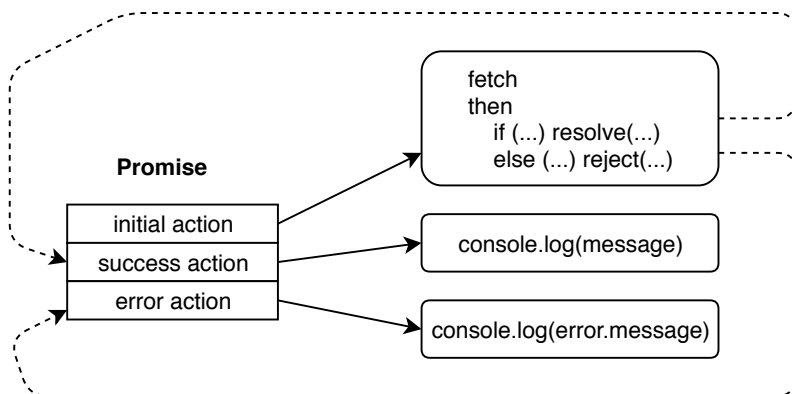 fetch
then
if (...) resolve(...)
else (...) reject(...)
Promise
initial action
success action
error action
console.log(message)
console.log(error.message)